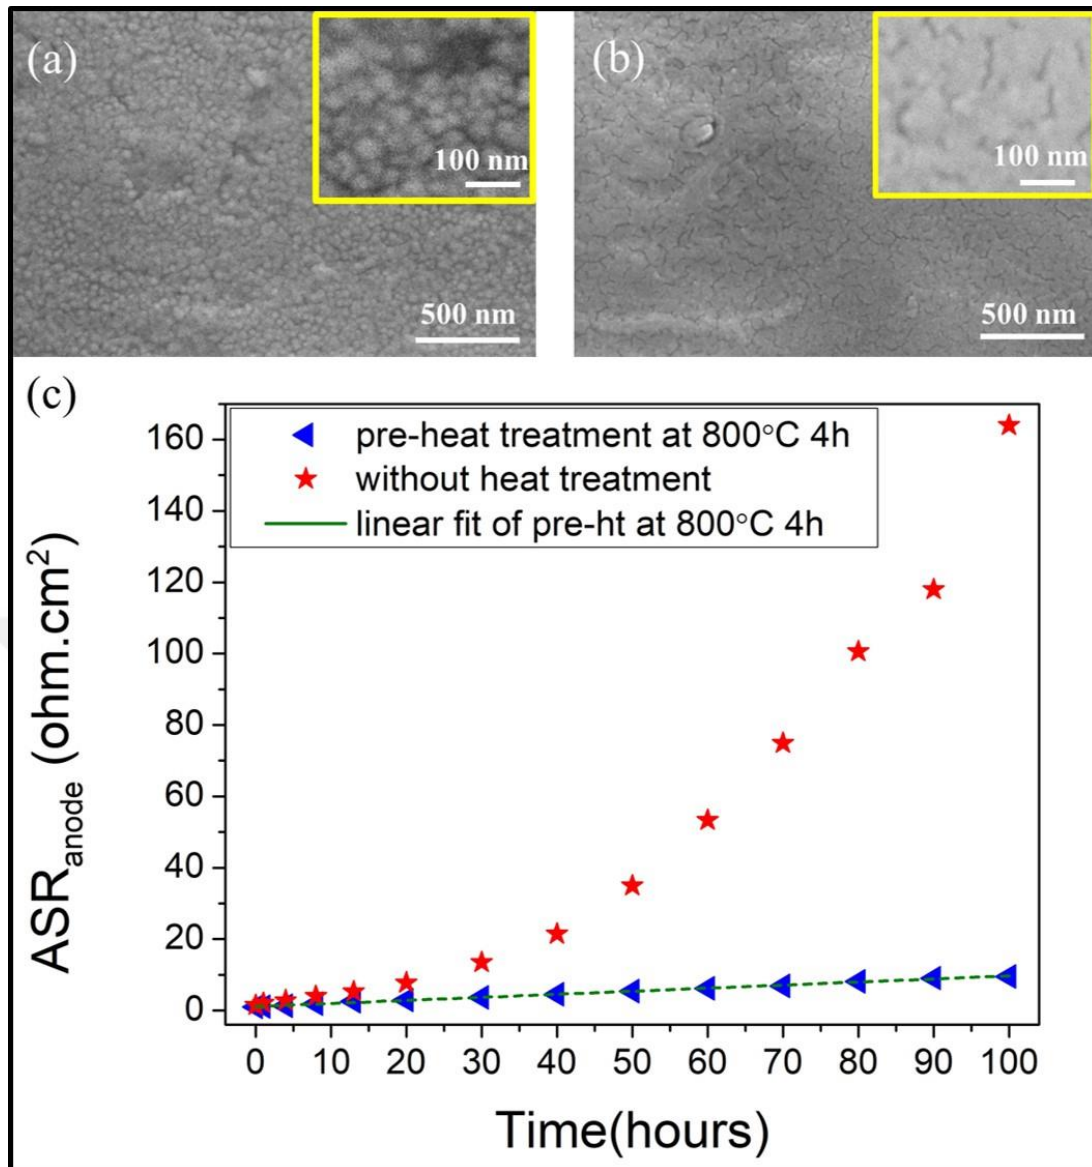 (a)
100 nm
500 nm
(b)
100 nm
500 nm
(c)
pre-heat treatment at 800°C 4h
without heat treatment
linear fit of pre-ht at 800°C 4h
160
140
120
100
80
60
40
20
0
ASRanode (ohm.cm²)
0 10 20 30 40 50 60 70 80 90 100
Time(hours)